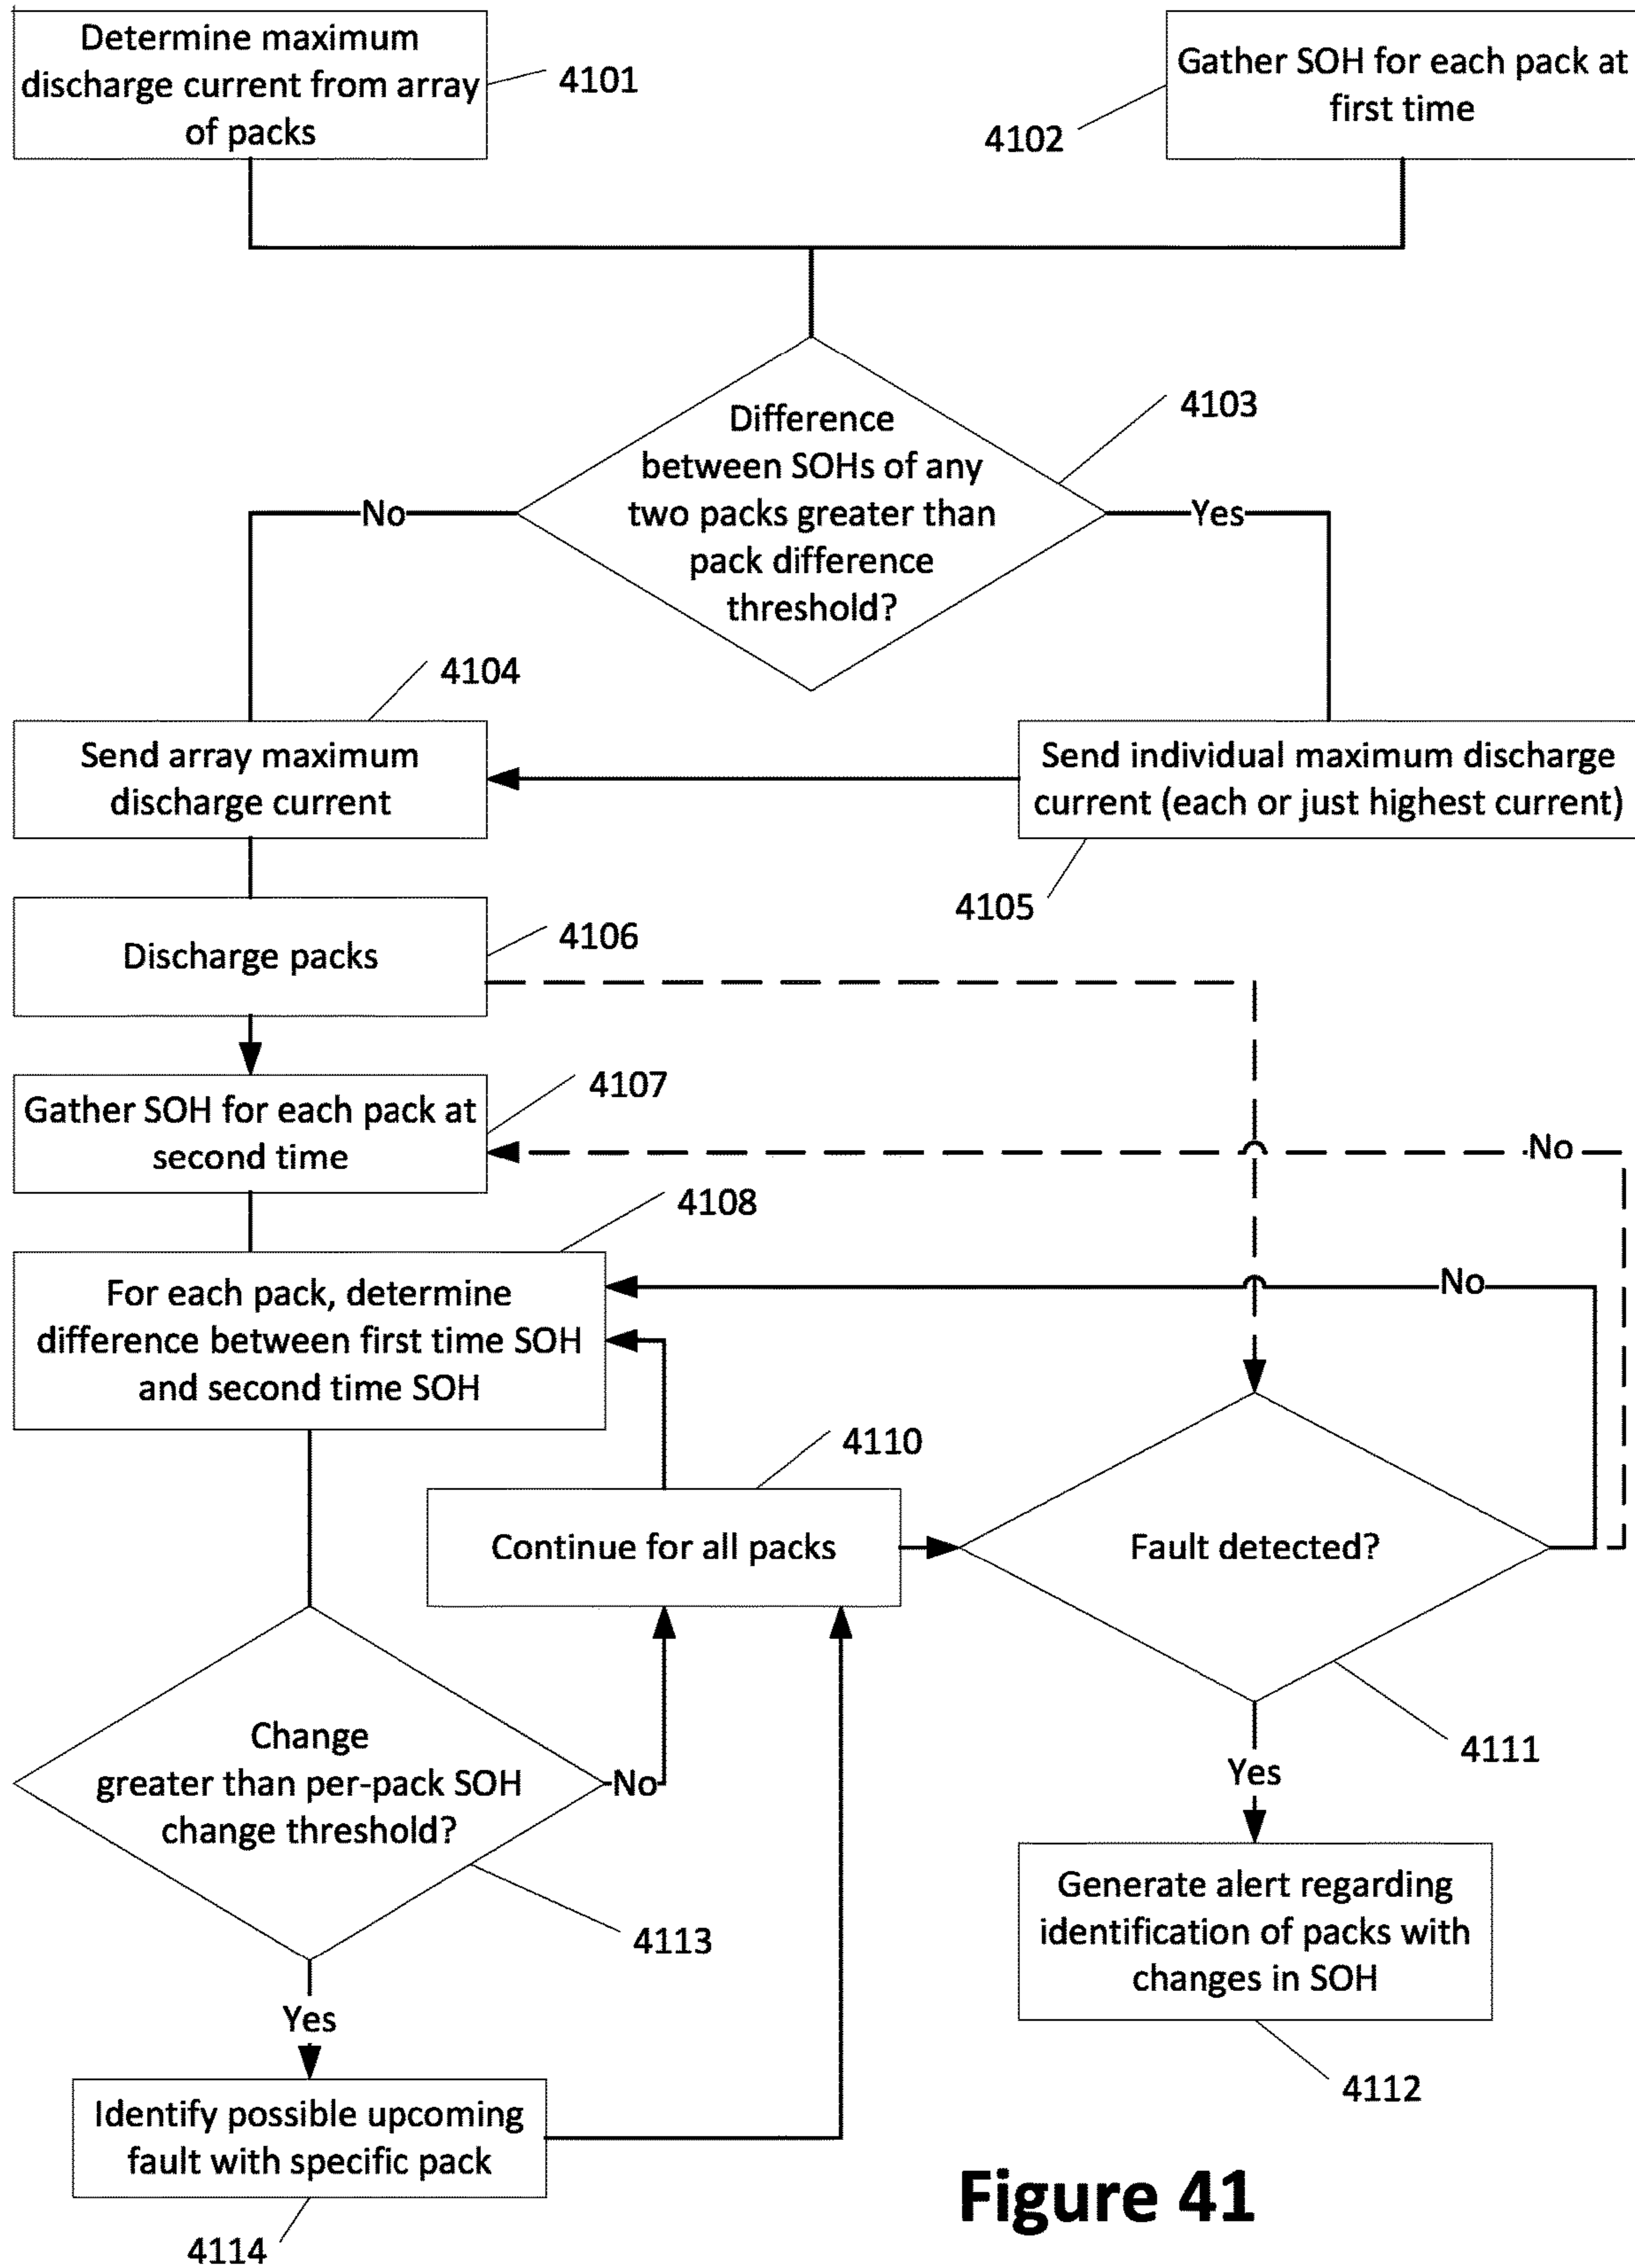 Determine maximum
discharge current from array
of packs
4101
Gather SOH for each pack at
first time
4102
Difference
between SOHs of any
two packs greater than
pack difference
threshold?
4103
No
Yes
4104
Send array maximum
discharge current
Send individual maximum discharge
current (each or just highest current)
4105
Discharge packs
4106
Gather SOH for each pack at
second time
4107
No
4108
For each pack, determine
difference between first time SOH
and second time SOH
No
4110
Continue for all packs
Fault detected?
4111
Change
greater than per-pack SOH
change threshold?
No
4113
Yes
Yes
Generate alert regarding
identification of packs with
changes in SOH
4112
Identify possible upcoming
fault with specific pack
4114
Figure 41